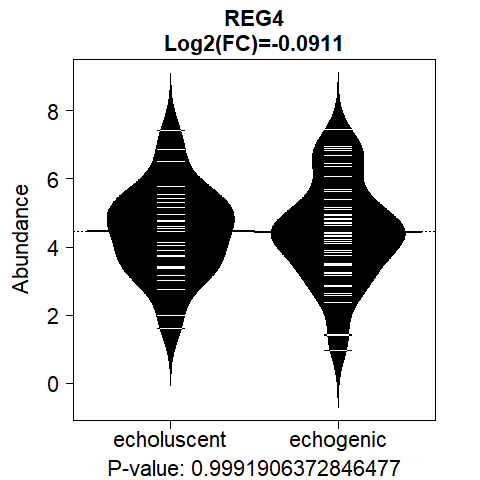 REG4
Log2(FC)=-0.0911
Abundance
8
6
4
2
0
echoluscent echogenic
P-value: 0.9991906372846477